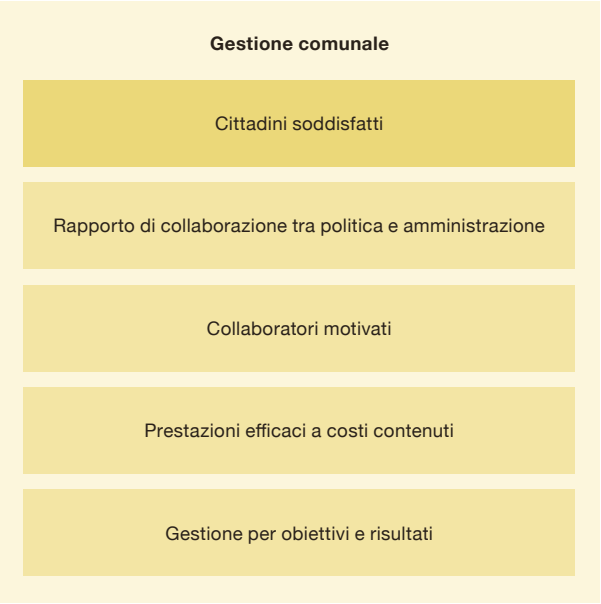 Gestione comunale
Cittadini soddisfatti
Rapporto di collaborazione tra politica e amministrazione
Collaboratori motivati
Prestazioni efficaci a costi contenuti
Gestione per obiettivi e risultati